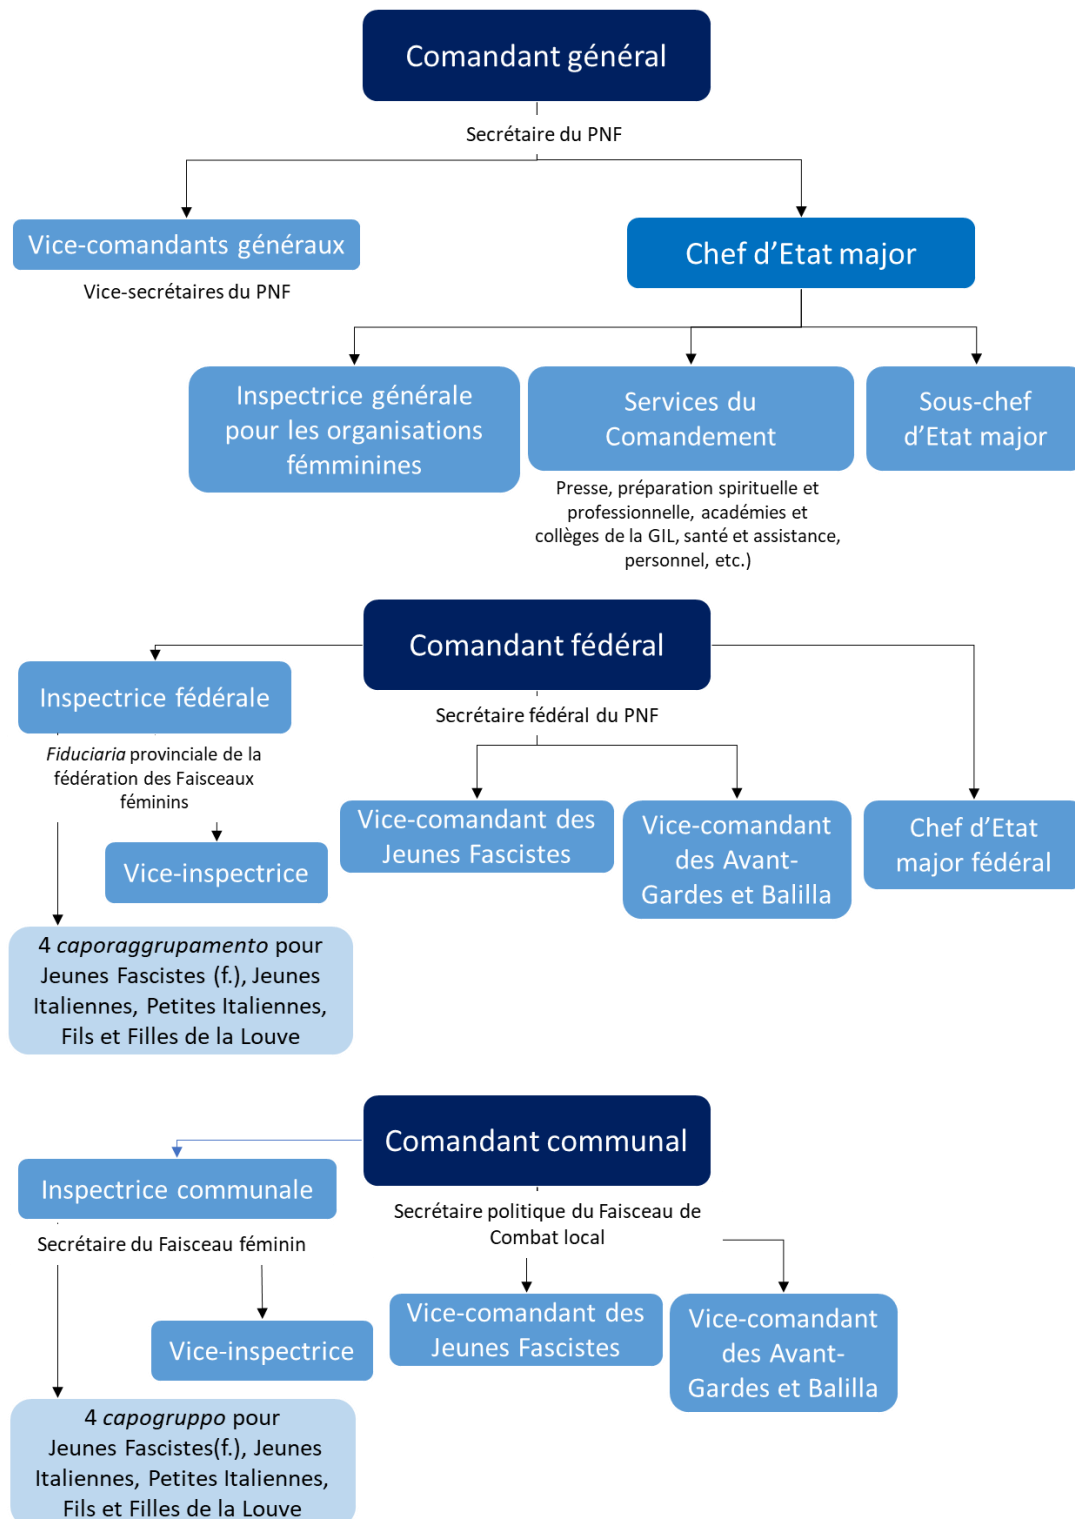 Comandant général
Secrétaire du PNF
Vice-comandants généraux
Vice-secrétaires du PNF
Chef d’Etat major
Inspectrice générale
pour les organisations
fémminines
Services du
Comandement
Presse, préparation spirituelle et
professionnelle, académies et
collèges de la GIL, santé et assistance,
personnel, etc.)
Sous-chef
d’Etat major
Comandant fédéral
Secrétaire fédéral du PNF
Inspectrice fédérale
Fiduciaria provinciale de la
fédération des Faisceaux
féminins
Vice-inspectrice
4 caporaggrupamento pour
Jeunes Fascistes (f.), Jeunes
Italiennes, Petites Italiennes,
Fils et Filles de la Louve
Vice-comandant des
Jeunes Fascistes
Vice-comandant
des Avant-
Gardes et Balilla
Chef d’Etat
major fédéral
Comandant communal
Secrétaire politique du Faisceau de
Combat local
Inspectrice communale
Secrétaire du Faisceau féminin
Vice-inspectrice
4 capogruppo pour
Jeunes Fascistes(f.), Jeunes
Italiennes, Petites Italiennes,
Fils et Filles de la Louve
Vice-comandant des
Jeunes Fascistes
Vice-comandant
des Avant-
Gardes et Balilla